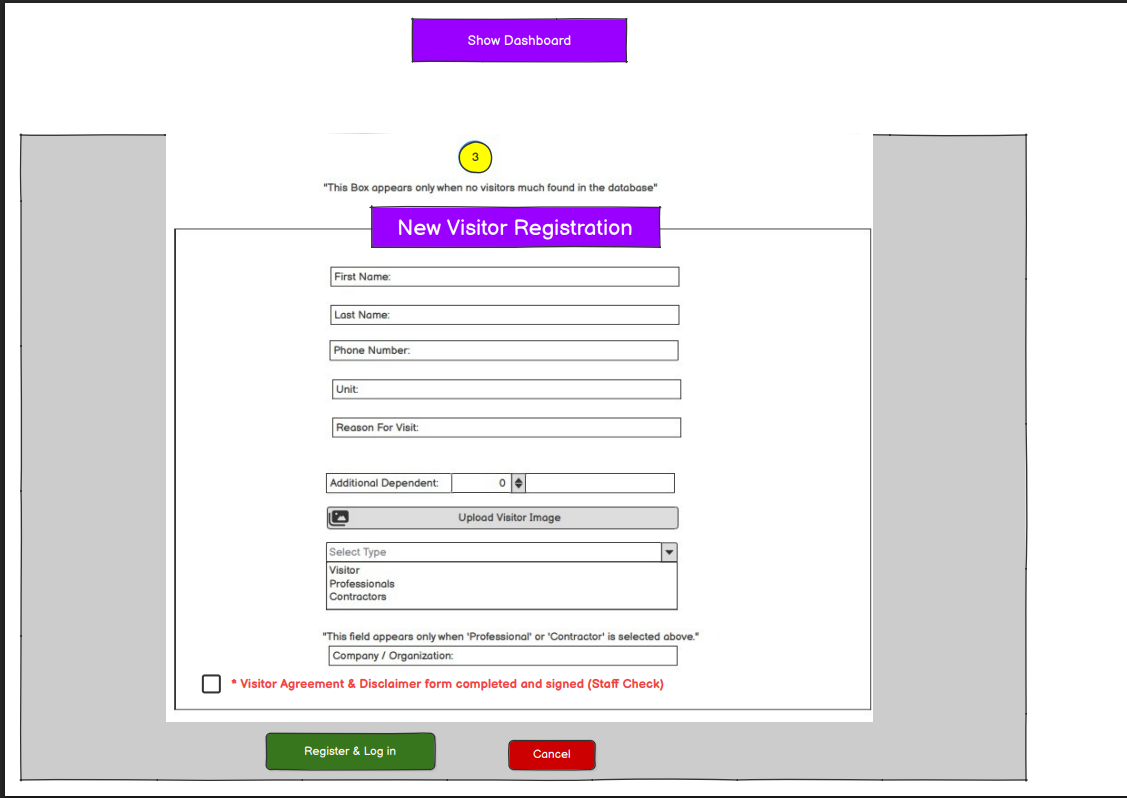 Show Dashboard
3
"This Box appears only when no visitors much found in the database"
New Visitor Registration
First Name:
Last Name:
Phone Number:
Unit:
Reason For Visit:
Additional Dependent: 0
Upload Visitor Image
Select Type
Visitor
Professionals
Contractors
"This field appears only when 'Professional' or 'Contractor' is selected above."
Company / Organization:
* Visitor Agreement & Disclaimer form completed and signed (Staff Check)
Register & Log in Cancel